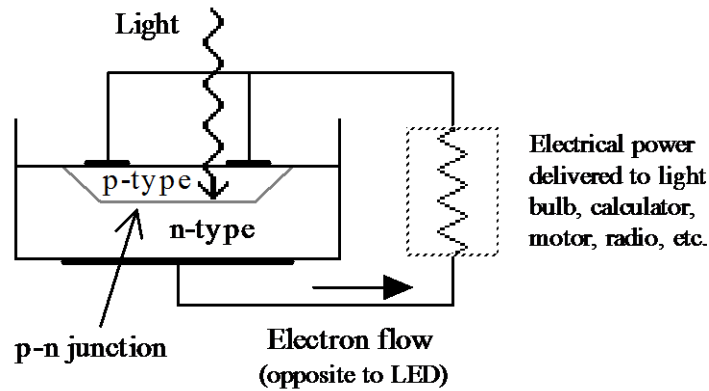 Light
p-type
n-type
p-n junction
Electrical power
delivered to light
bulb, calculator,
motor, radio, etc.
Electron flow
(opposite to LED)